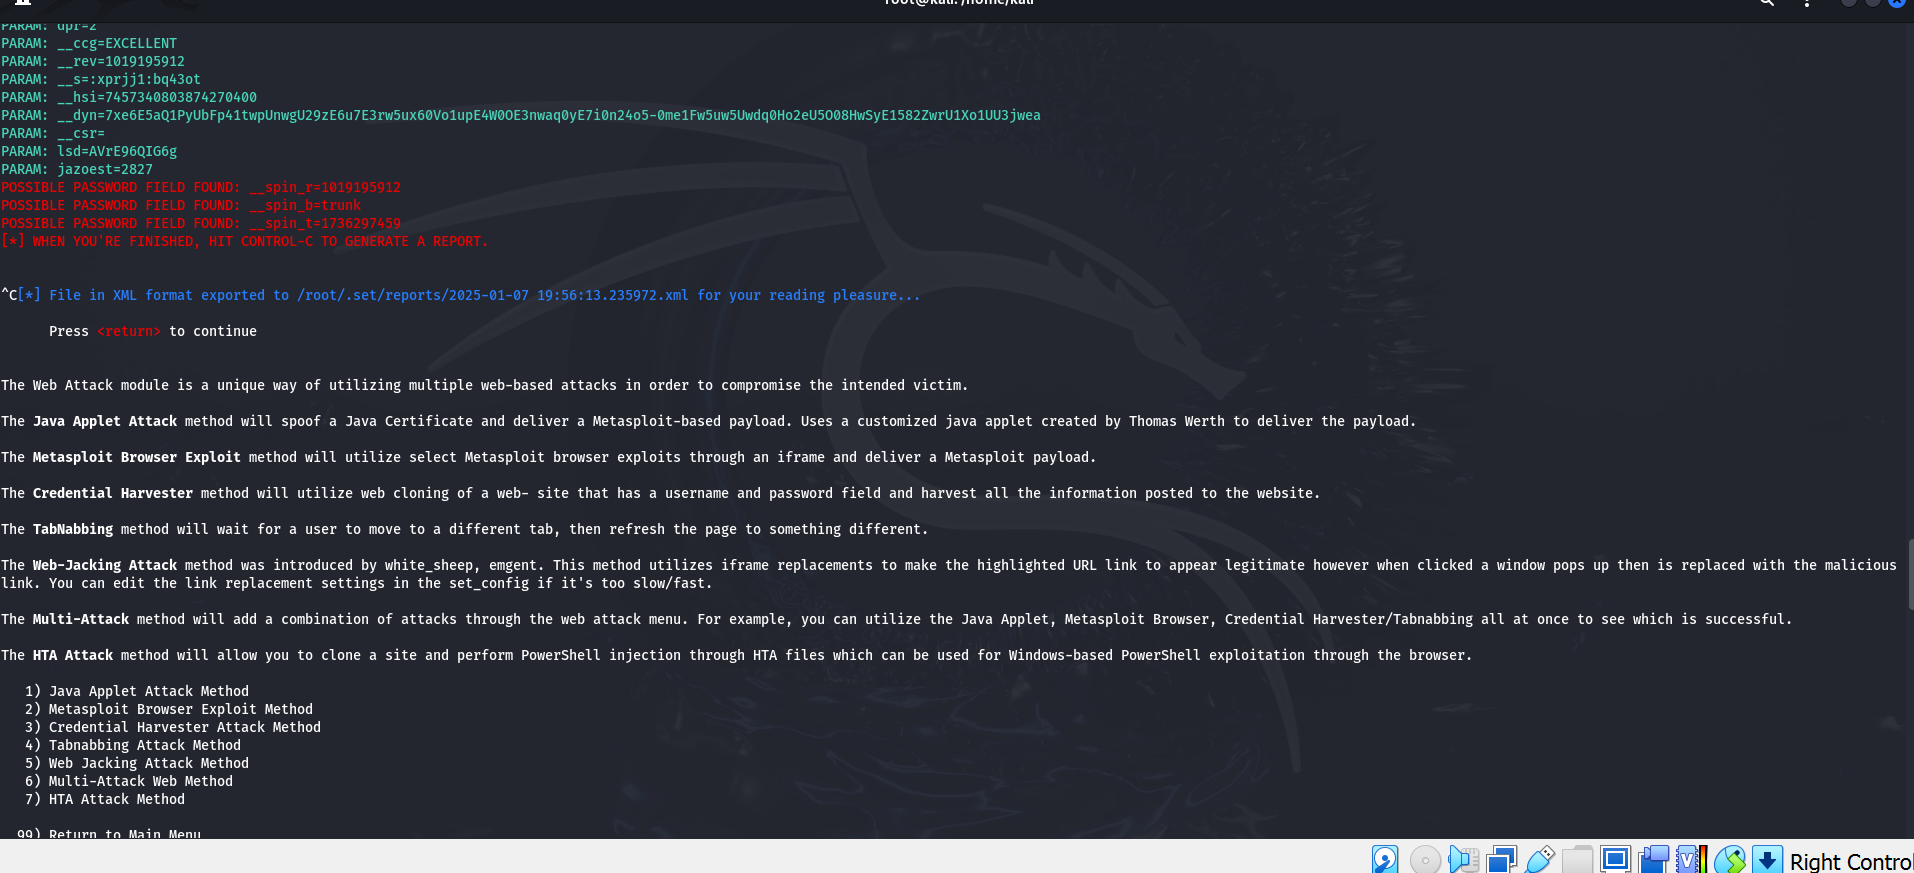 root@kali: /home/kali
PARAM: dpr=2
PARAM: __ccg=EXCELLENT
PARAM: __rev=1019195912
PARAM: __s=:xprjj1:bq43ot
PARAM: __hsi=7457340803874270400
PARAM: __dyn=7xe6E5aQ1PyUbFp41twpUnwgU29zE6u7E3rw5ux60Vo1upE4W0OE3nwaq0yE7i0n24o5-0me1Fw5uw5Uwdq0Ho2eU5O08HwSyE1582ZwrU1Xo1UU3jwea
PARAM: __csr=
PARAM: lsd=AVrE96QIG6g
PARAM: jazoest=2827
POSSIBLE PASSWORD FIELD FOUND: __spin_r=1019195912
POSSIBLE PASSWORD FIELD FOUND: __spin_b=trunk
POSSIBLE PASSWORD FIELD FOUND: __spin_t=1736297459
[*] WHEN YOU'RE FINISHED, HIT CONTROL-C TO GENERATE A REPORT.
^C[*] File in XML format exported to /root/.set/reports/2025-01-07 19:56:13.235972.xml for your reading pleasure...
Press <return> to continue
The Web Attack module is a unique way of utilizing multiple web-based attacks in order to compromise the intended victim.
The Java Applet Attack method will spoof a Java Certificate and deliver a Metasploit-based payload. Uses a customized java applet created by Thomas Werth to deliver the payload.
The Metasploit Browser Exploit method will utilize select Metasploit browser exploits through an iframe and deliver a Metasploit payload.
The Credential Harvester method will utilize web cloning of a web- site that has a username and password field and harvest all the information posted to the website.
The TabNabbing method will wait for a user to move to a different tab, then refresh the page to something different.
The Web-Jacking Attack method was introduced by white_sheep, emgent. This method utilizes iframe replacements to make the highlighted URL link to appear legitimate however when clicked a window pops up then is replaced with the malicious
link. You can edit the link replacement settings in the set_config if it's too slow/fast.
The Multi-Attack method will add a combination of attacks through the web attack menu. For example, you can utilize the Java Applet, Metasploit Browser, Credential Harvester/Tabnabbing all at once to see which is successful.
The HTA Attack method will allow you to clone a site and perform PowerShell injection through HTA files which can be used for Windows-based PowerShell exploitation through the browser.
1) Java Applet Attack Method
2) Metasploit Browser Exploit Method
3) Credential Harvester Attack Method
4) Tabnabbing Attack Method
5) Web Jacking Attack Method
6) Multi-Attack Web Method
7) HTA Attack Method
99) Return to Main Menu
Right Control